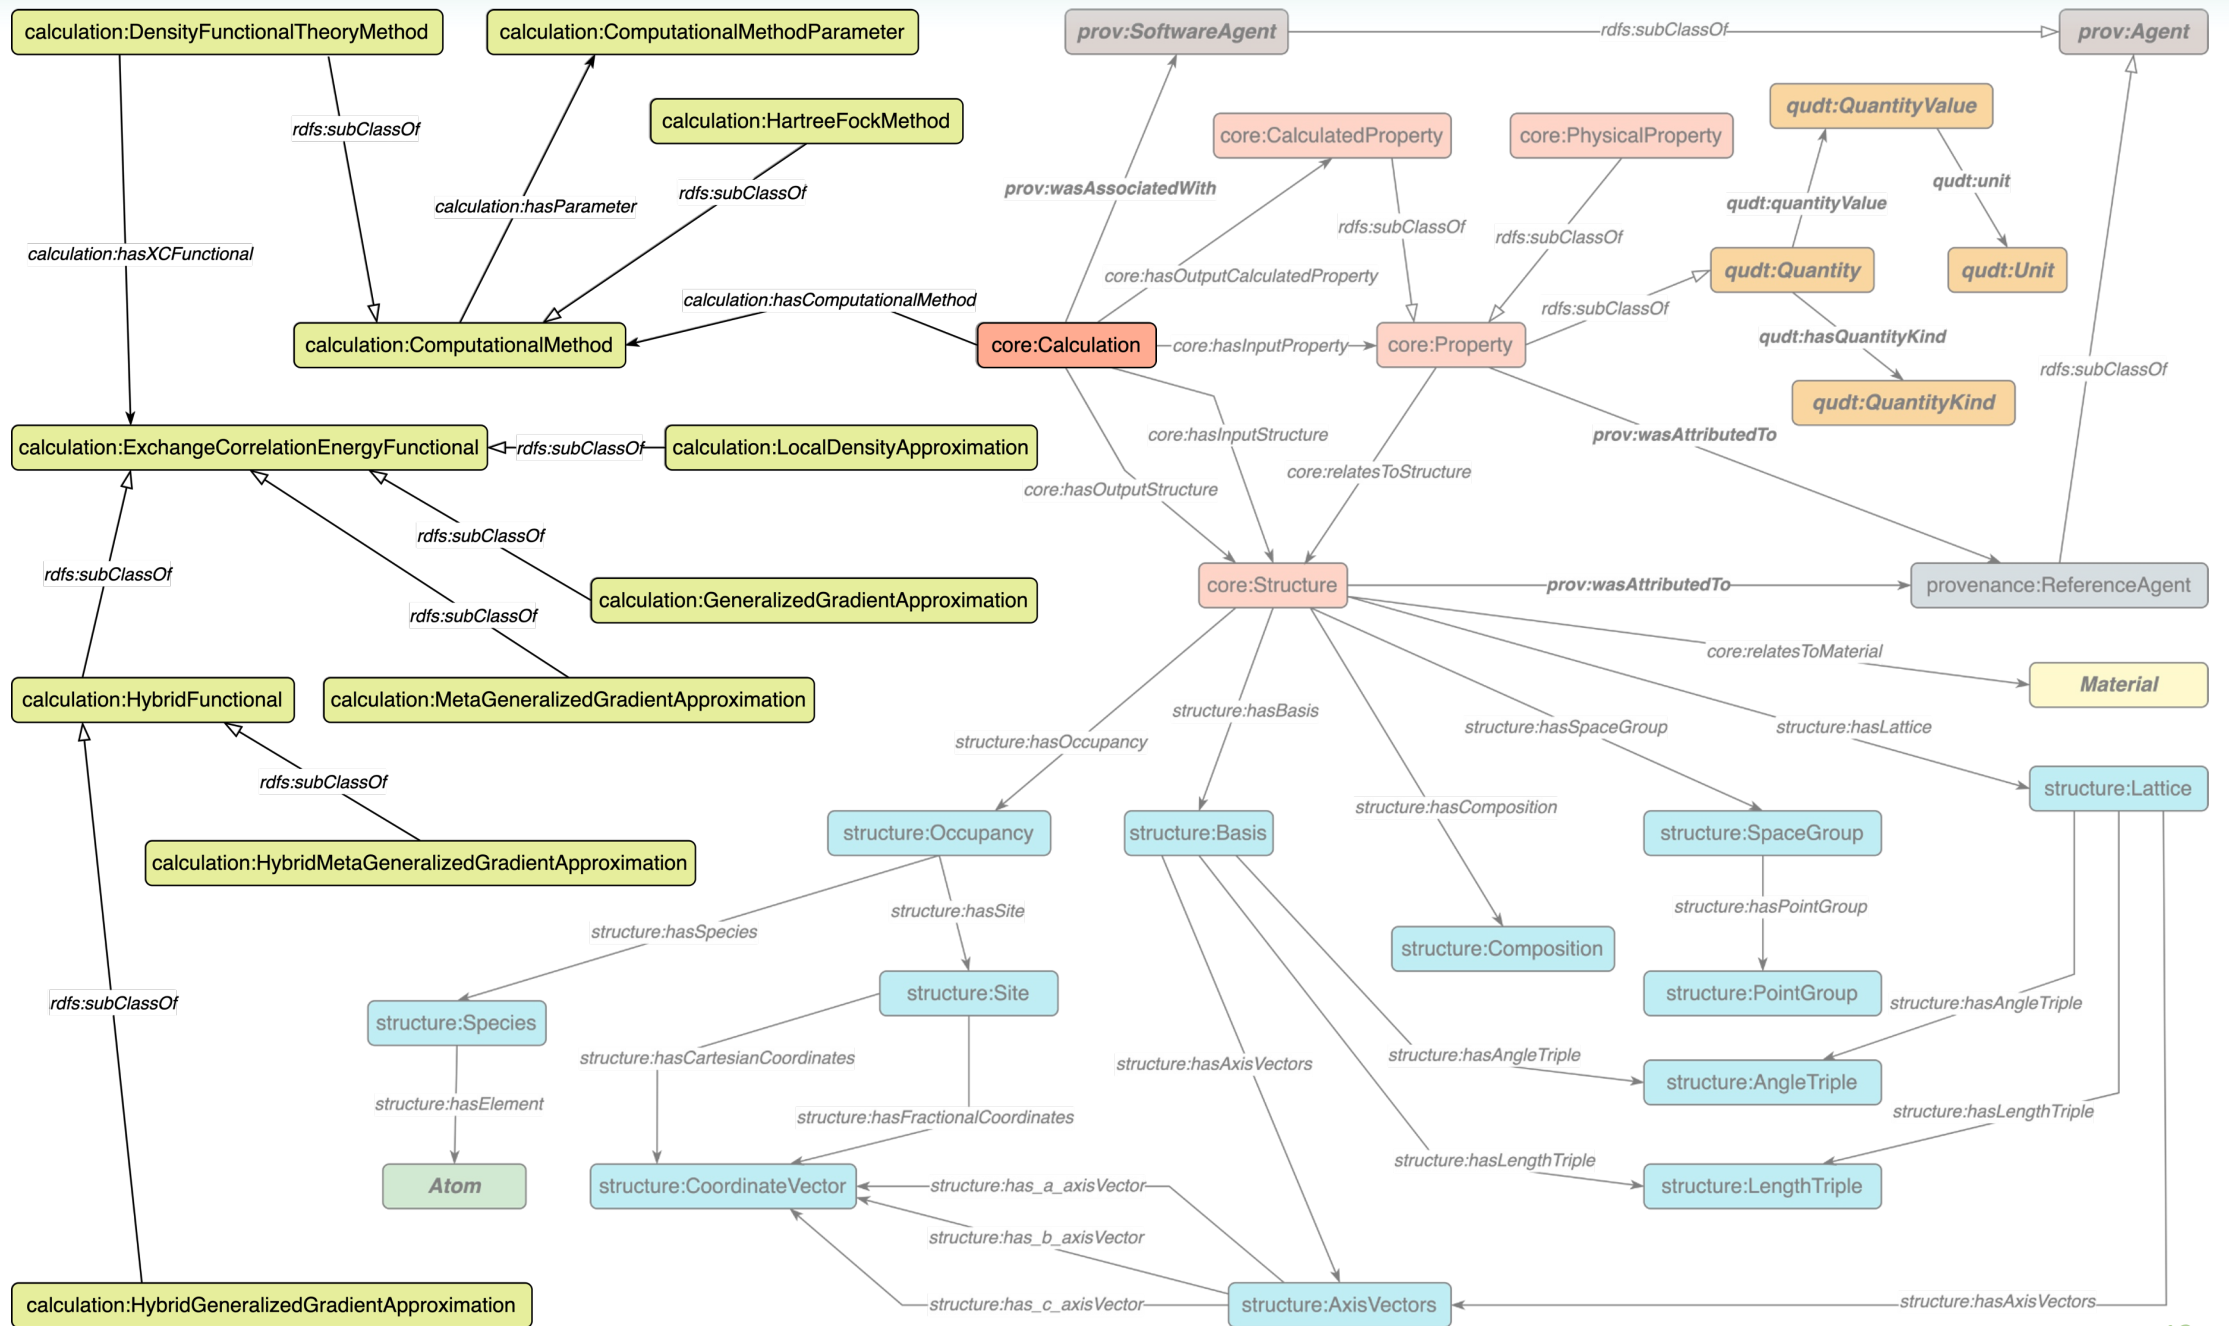 calculation:DensityFunctionalTheoryMethod
calculation:ComputationalMethodParameter
prov:SoftwareAgent
rdfs:subClassOf
prov:Agent
calculation:HartreeFockMethod
qudt:QuantityValue
rdfs:subClassOf
core:CalculatedProperty
core:PhysicalProperty
qudt:unit
rdfs:subClassOf
prov:wasAssociatedWith
calculation:hasParameter
qudt:quantityValue
rdfs:subClassOf
rdfs:subClassOf
calculation:hasXCFunctional
core:hasOutputCalculatedProperty
qudt:Quantity
qudt:Unit
calculation:hasComputationalMethod
rdfs:subClassOf
qudt:hasQuantityKind
calculation:ComputationalMethod
core:Calculation
core:hasInputProperty
core:Property
rdfs:subClassOf
qudt:QuantityKind
core:hasInputStructure
prov:wasAttributedTo
calculation:ExchangeCorrelationEnergyFunctional
rdfs:subClassOf
calculation:LocalDensityApproximation
core:relatesToStructure
core:hasOutputStructure
rdfs:subClassOf
rdfs:subClassOf
core:Structure
prov:wasAttributedTo
provenance:ReferenceAgent
calculation:GeneralizedGradientApproximation
rdfs:subClassOf
core:relatesToMaterial
Material
calculation:HybridFunctional
calculation:MetaGeneralizedGradientApproximation
structure:hasBasis
structure:hasSpaceGroup
structure:hasLattice
structure:hasOccupancy
rdfs:subClassOf
structure:Lattice
structure:hasComposition
structure:Occupancy
structure:Basis
structure:SpaceGroup
calculation:HybridMetaGeneralizedGradientApproximation
structure:hasSite
structure:hasPointGroup
structure:hasSpecies
structure:Composition
structure:Site
structure:PointGroup
rdfs:subClassOf
structure:hasAngleTriple
structure:Species
structure:hasCartesianCoordinates
structure:hasAxisVectors
structure:hasAngleTriple
structure:AngleTriple
structure:hasElement
structure:hasFractionalCoordinates
structure:hasLengthTriple
structure:hasLengthTriple
Atom
structure:CoordinateVector
structure:has_a_axisVector
structure:LengthTriple
structure:has_b_axisVector
calculation:HybridGeneralizedGradientApproximation
structure:has_c_axisVector
structure:AxisVectors
structure:hasAxisVectors